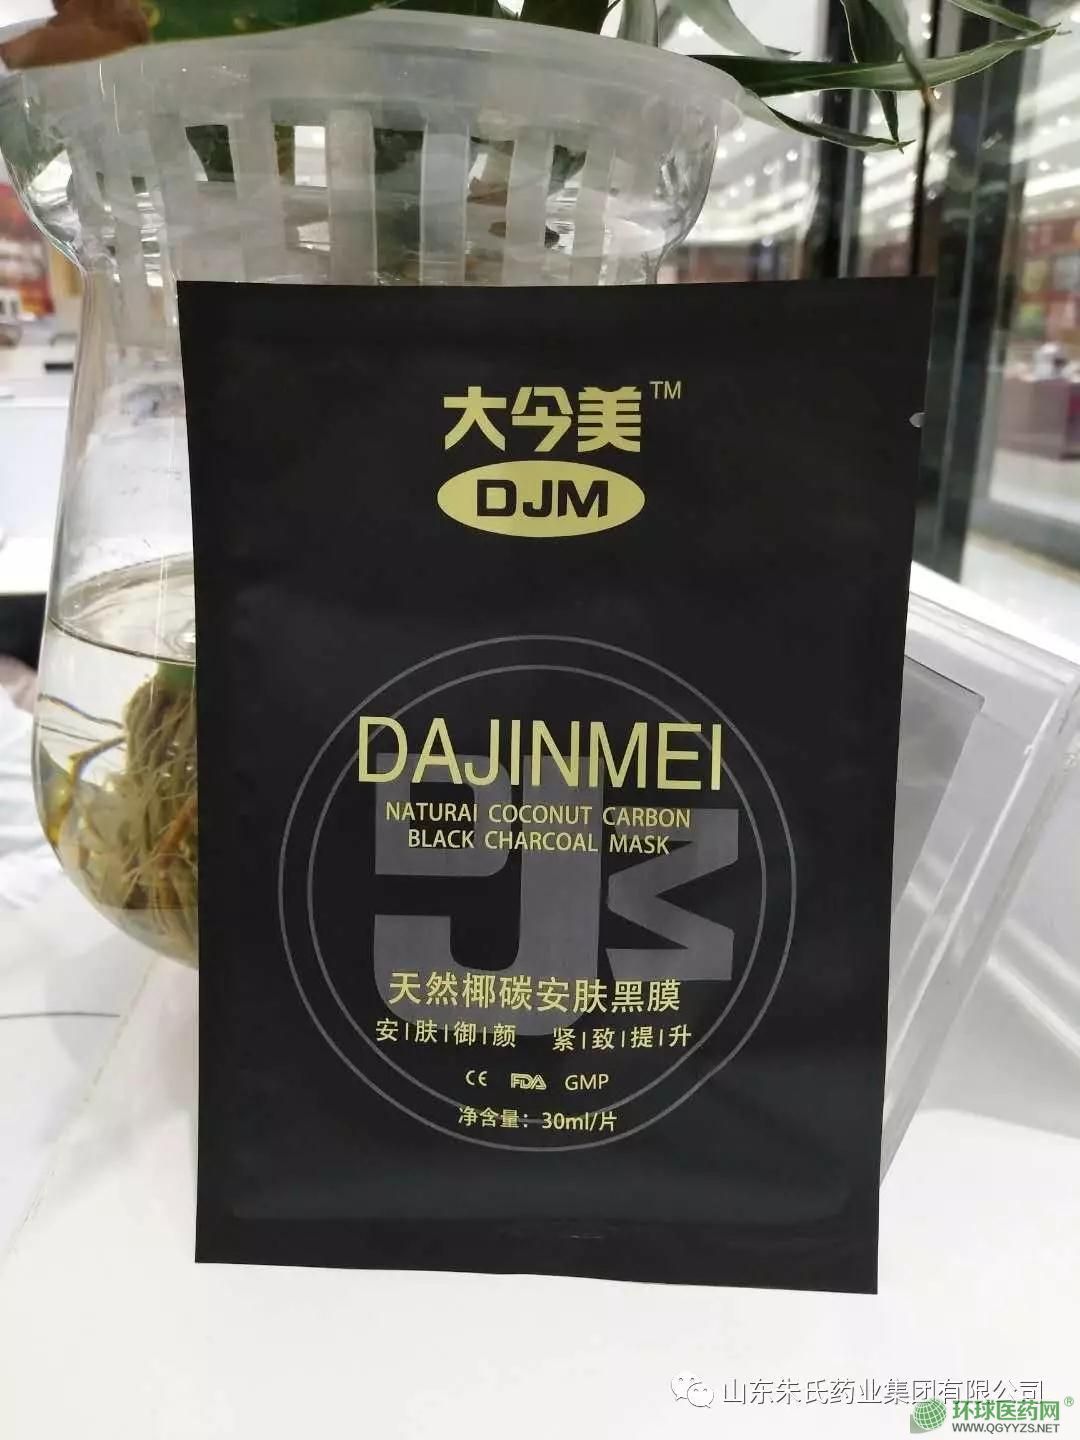 大今美™
DJM
DAJINMEI
NATURAI COCONUT CARBON
BLACK CHARCOAL MASK
DJM
天然椰碳安肤黑膜
安|肤|御|颜 紧|致|提|升
CE FDA GMP
净含量：30ml/片
山东朱氏药业集团有限公司
环球医药网®
WWW.QGYYZS.NET